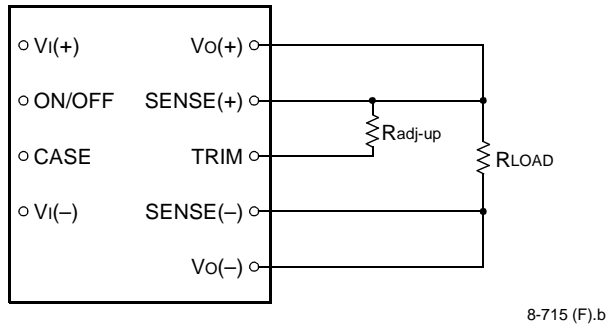 VI(+)
VO(+)
ON/OFF
SENSE(+)
Radj-up
CASE
TRIM
RLOAD
VI(–)
SENSE(–)
VO(–)
8-715 (F).b